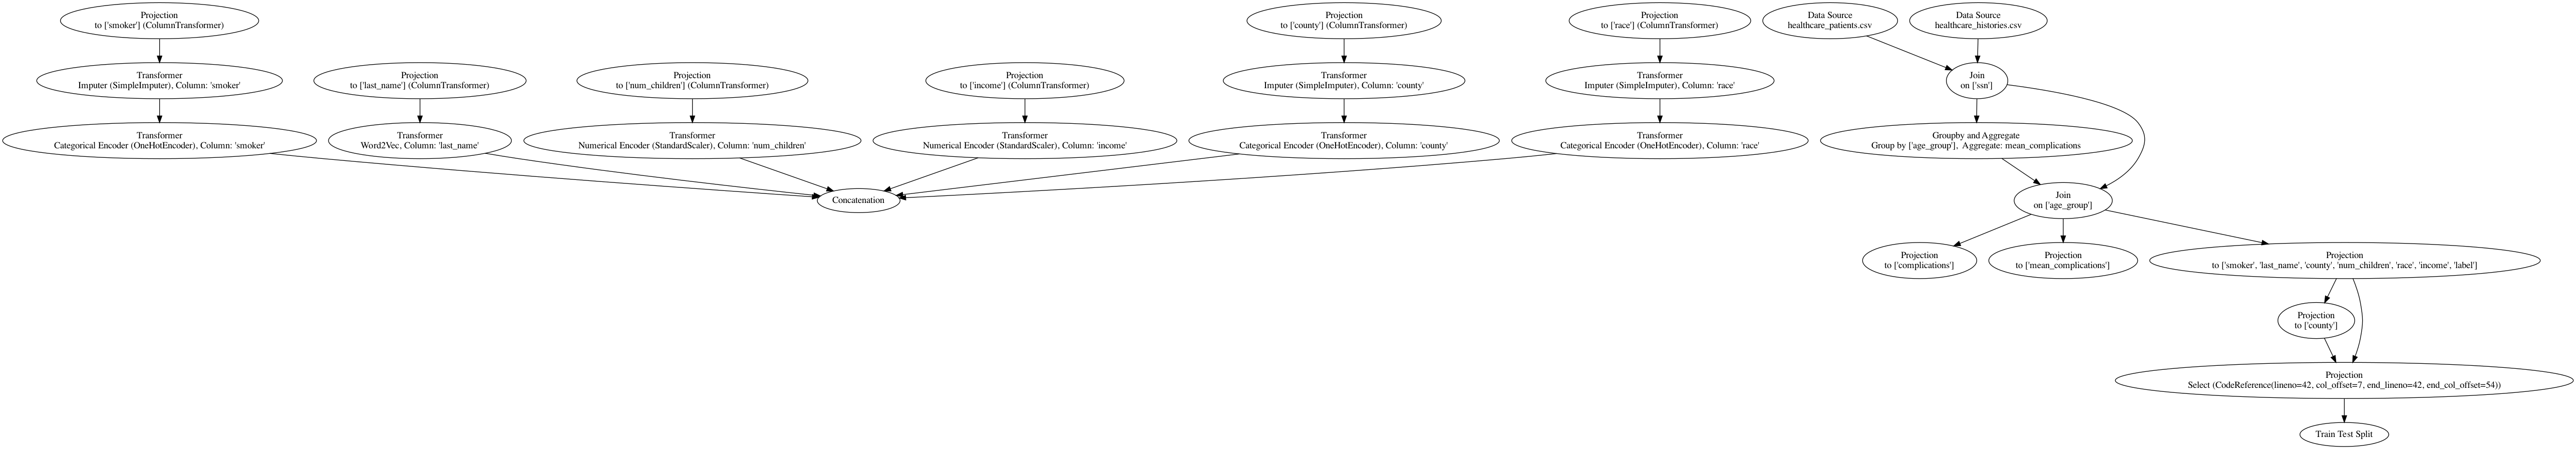 Projection
to ['smoker'] (ColumnTransformer)
Projection
to ['county'] (ColumnTransformer)
Projection
to ['race'] (ColumnTransformer)
Data Source
healthcare_patients.csv
Data Source
healthcare_histories.csv
Transformer
Imputer (SimpleImputer), Column: 'smoker'
Projection
to ['last_name'] (ColumnTransformer)
Projection
to ['num_children'] (ColumnTransformer)
Projection
to ['income'] (ColumnTransformer)
Transformer
Imputer (SimpleImputer), Column: 'county'
Transformer
Imputer (SimpleImputer), Column: 'race'
Join
on ['ssn']
Transformer
Categorical Encoder (OneHotEncoder), Column: 'smoker'
Transformer
Word2Vec, Column: 'last_name'
Transformer
Numerical Encoder (StandardScaler), Column: 'num_children'
Transformer
Numerical Encoder (StandardScaler), Column: 'income'
Transformer
Categorical Encoder (OneHotEncoder), Column: 'county'
Transformer
Categorical Encoder (OneHotEncoder), Column: 'race'
Groupby and Aggregate
Group by ['age_group'], Aggregate: mean_complications
Concatenation
Join
on ['age_group']
Projection
to ['complications']
Projection
to ['mean_complications']
Projection
to ['smoker', 'last_name', 'county', 'num_children', 'race', 'income', 'label']
Projection
to ['county']
Projection
Select (CodeReference(lineno=42, col_offset=7, end_lineno=42, end_col_offset=54))
Train Test Split